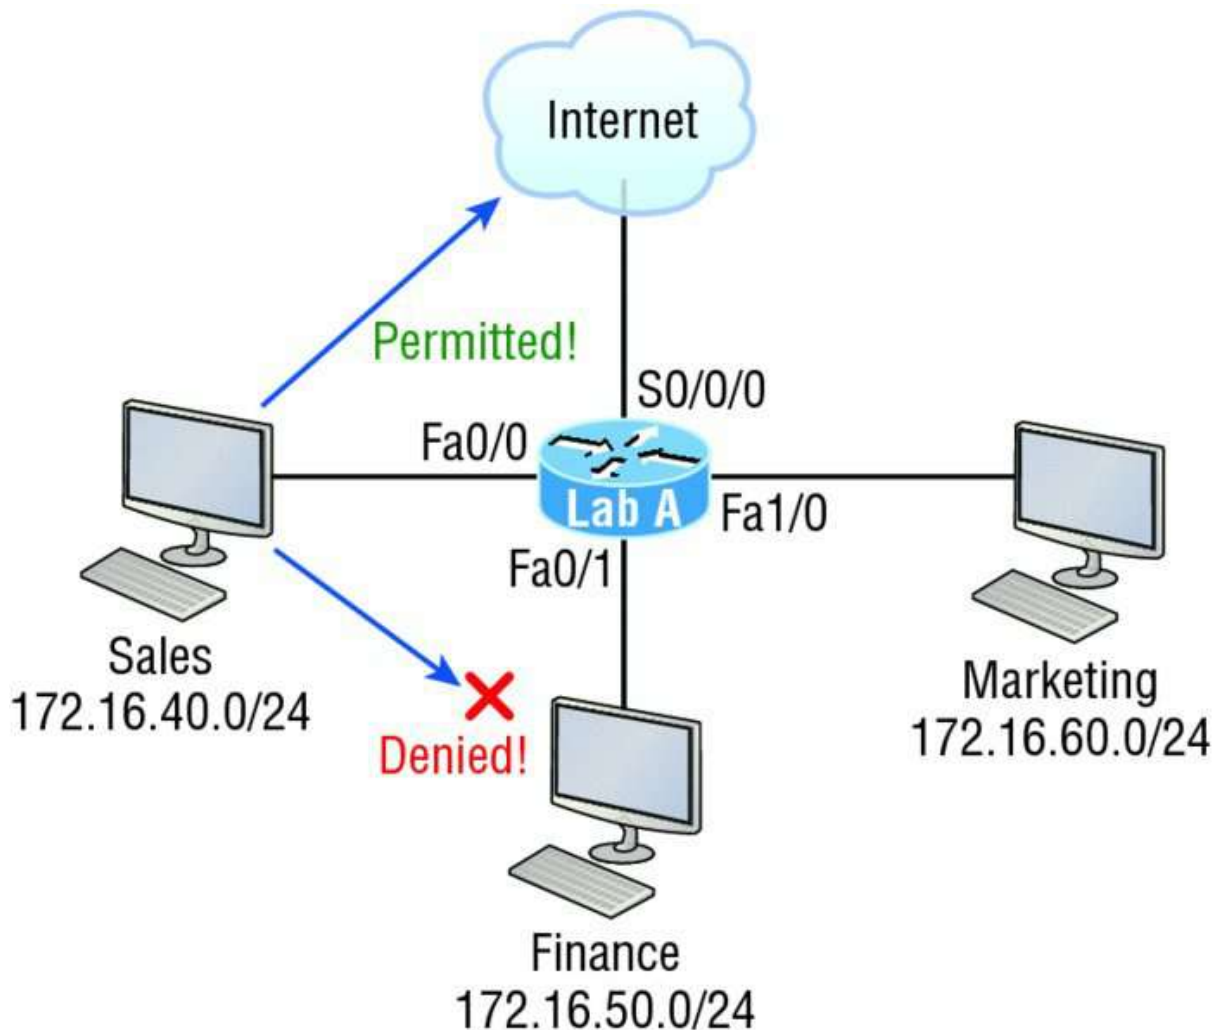 Internet
Permitted!
S0/0/0
Fa0/0
Lab A
Fa1/0
Fa0/1
Sales
172.16.40.0/24
Marketing
172.16.60.0/24
Denied!
Finance
172.16.50.0/24